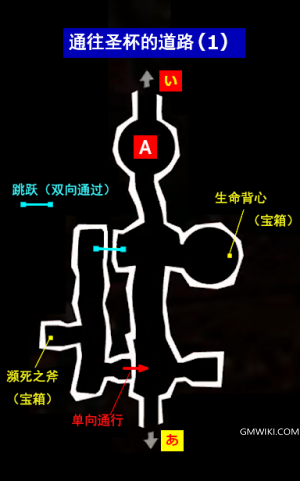 通往圣杯的道路(1)
い
A
跳跃（双向通过）
生命背心
（宝箱）
濒死之斧
（宝箱）
单向通行
あ
GMWIKI.COM